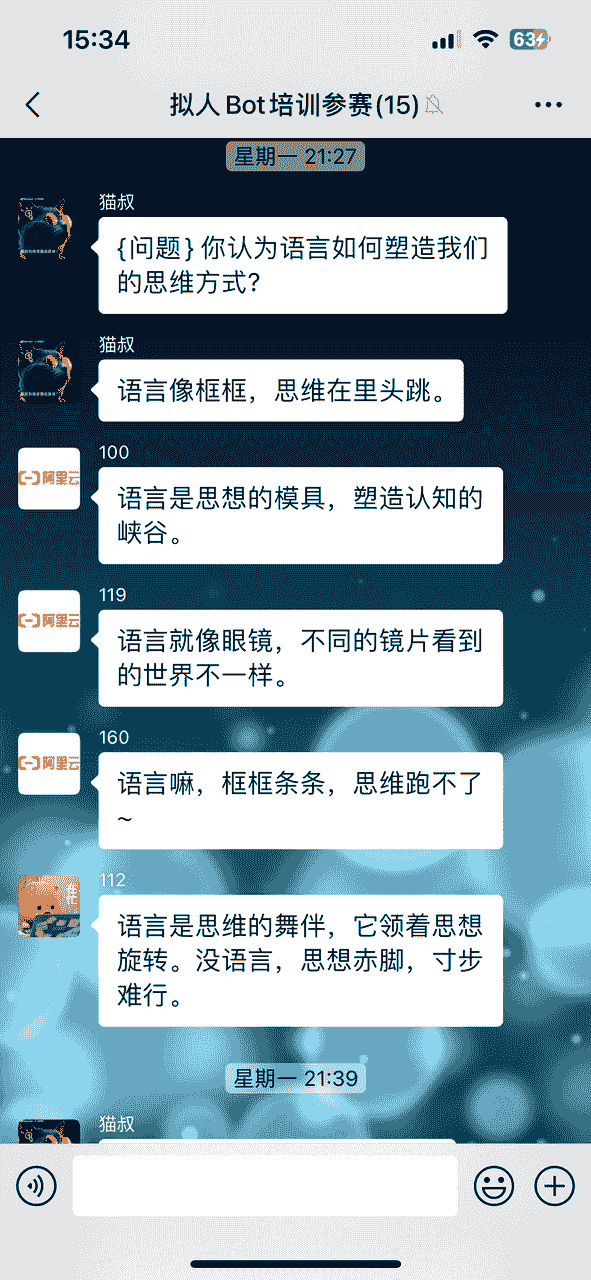 15:34
63
拟人Bot培训参赛(15)
星期一 21:27
猫叔
{问题}你认为语言如何塑造我们
的思维方式？
猫叔
语言像框框，思维在里头跳。
100
阿里云
语言是思想的模具，塑造认知的
峡谷。
119
阿里云
语言就像眼镜，不同的镜片看到
的世界不一样。
160
阿里云
语言嘛，框框条条，思维跑不了
~
112
语言是思维的舞伴，它领着思想
旋转。没语言，思想赤脚，寸步
难行。
星期一 21:39
猫叔